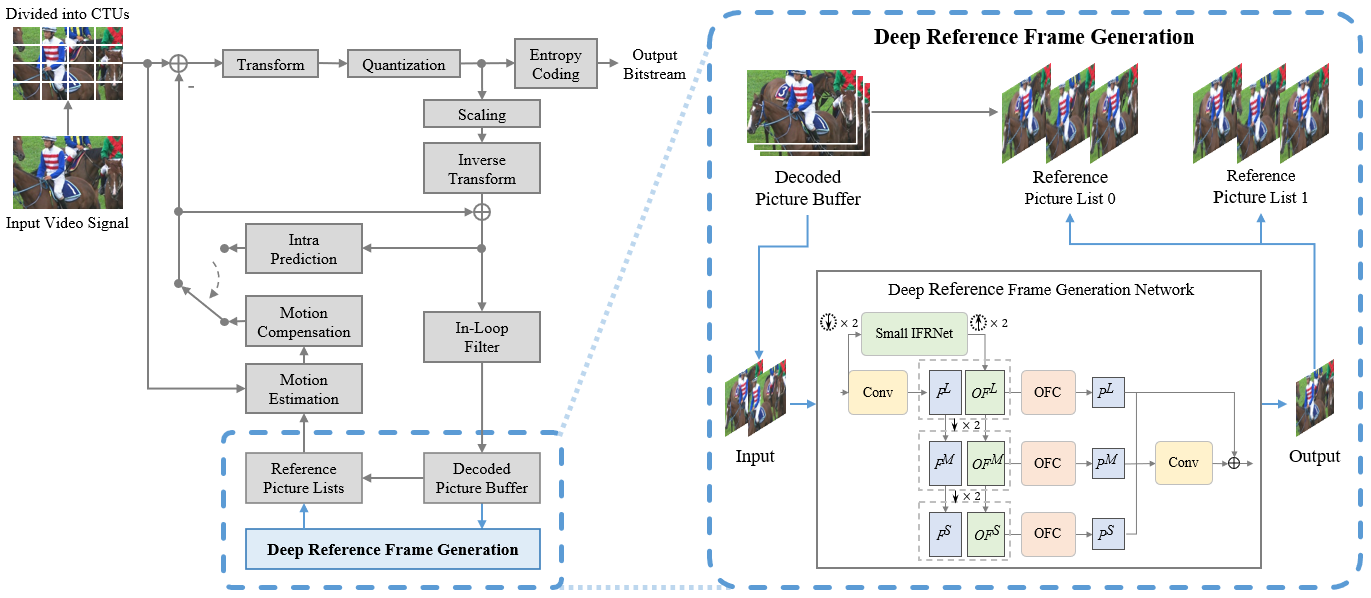 Divided into CTUs
Input Video Signal
-
Transform
Quantization
Entropy
Coding
Output
Bitstream
Scaling
Inverse
Transform
Intra
Prediction
Motion
Compensation
In-Loop
Filter
Motion
Estimation
Reference
Picture Lists
Decoded
Picture Buffer
Deep Reference Frame Generation
Deep Reference Frame Generation
Decoded
Picture Buffer
Reference
Picture List 0
Reference
Picture List 1
Input
Deep Reference Frame Generation Network
× 2
Small IFRNet
× 2
Conv
F^L
OF^L
OFC
P^L
× 2
F^M
OF^M
OFC
P^M
Conv
× 2
F^S
OF^S
OFC
P^S
Output